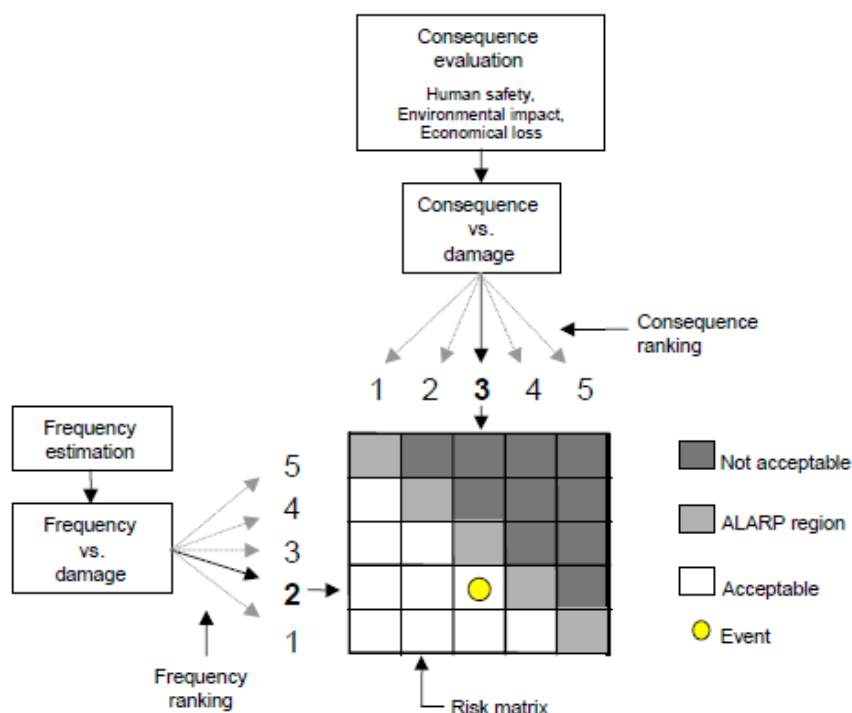 Consequence
evaluation
Human safety,
Environmental impact,
Economical loss
Consequence
vs.
damage
Consequence
ranking
1 2 3 4 5
Frequency
estimation
Frequency
vs.
damage
5
4
3
2
1
Frequency
ranking
Risk matrix
Not acceptable
ALARP region
Acceptable
Event